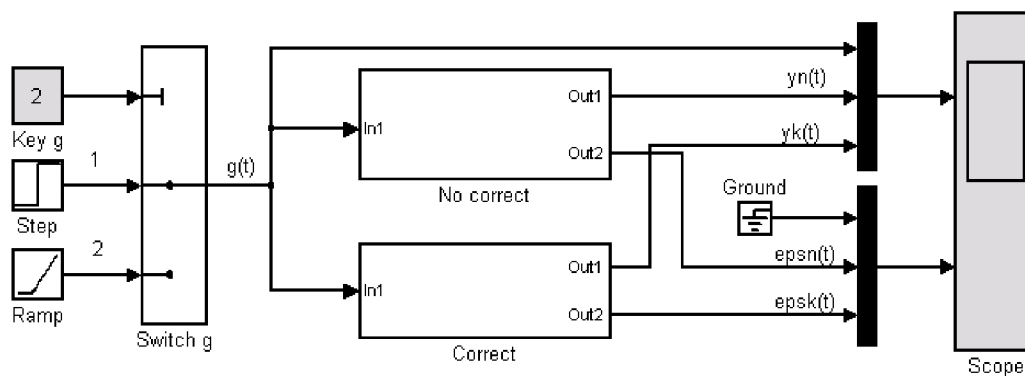 2
Key g
1
Step
2
Ramp
Switch g
g(t)
In1
Out1
Out2
No correct
In1
Out1
Out2
Correct
yn(t)
yk(t)
Ground
epsn(t)
epsk(t)
Scope